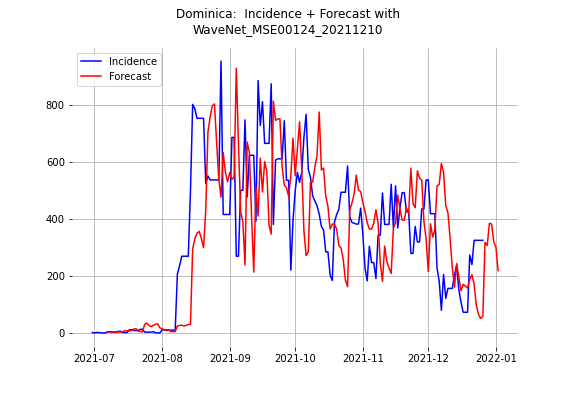 Dominica:  Incidence + Forecast with
WaveNet_MSE00124_20211210
Incidence
Forecast
800
600
400
200
0
2021-07 2021-08 2021-09 2021-10 2021-11 2021-12 2022-01